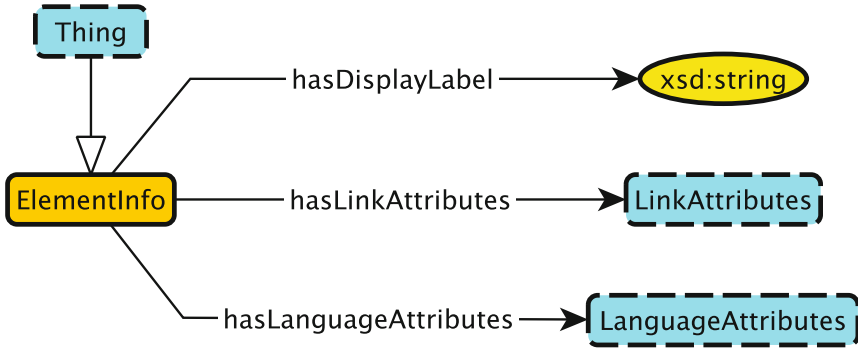 Thing
hasDisplayLabel
xsd:string
ElementInfo
hasLinkAttributes
LinkAttributes
hasLanguageAttributes
LanguageAttributes